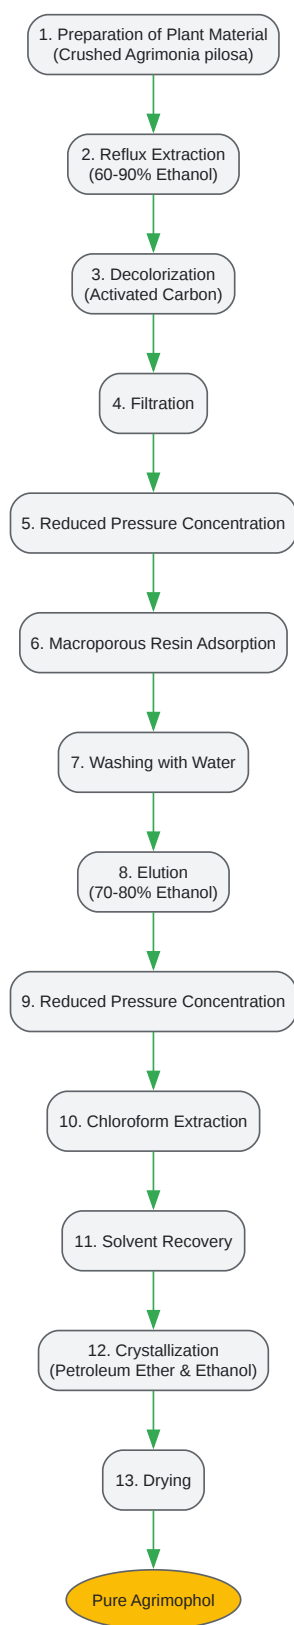 1. Preparation of Plant Material
(Crushed Agrimonia pilosa)
2. Reflux Extraction
(60-90% Ethanol)
3. Decolorization
(Activated Carbon)
4. Filtration
5. Reduced Pressure Concentration
6. Macroporous Resin Adsorption
7. Washing with Water
8. Elution
(70-80% Ethanol)
9. Reduced Pressure Concentration
10. Chloroform Extraction
11. Solvent Recovery
12. Crystallization
(Petroleum Ether & Ethanol)
13. Drying
Pure Agrimophol